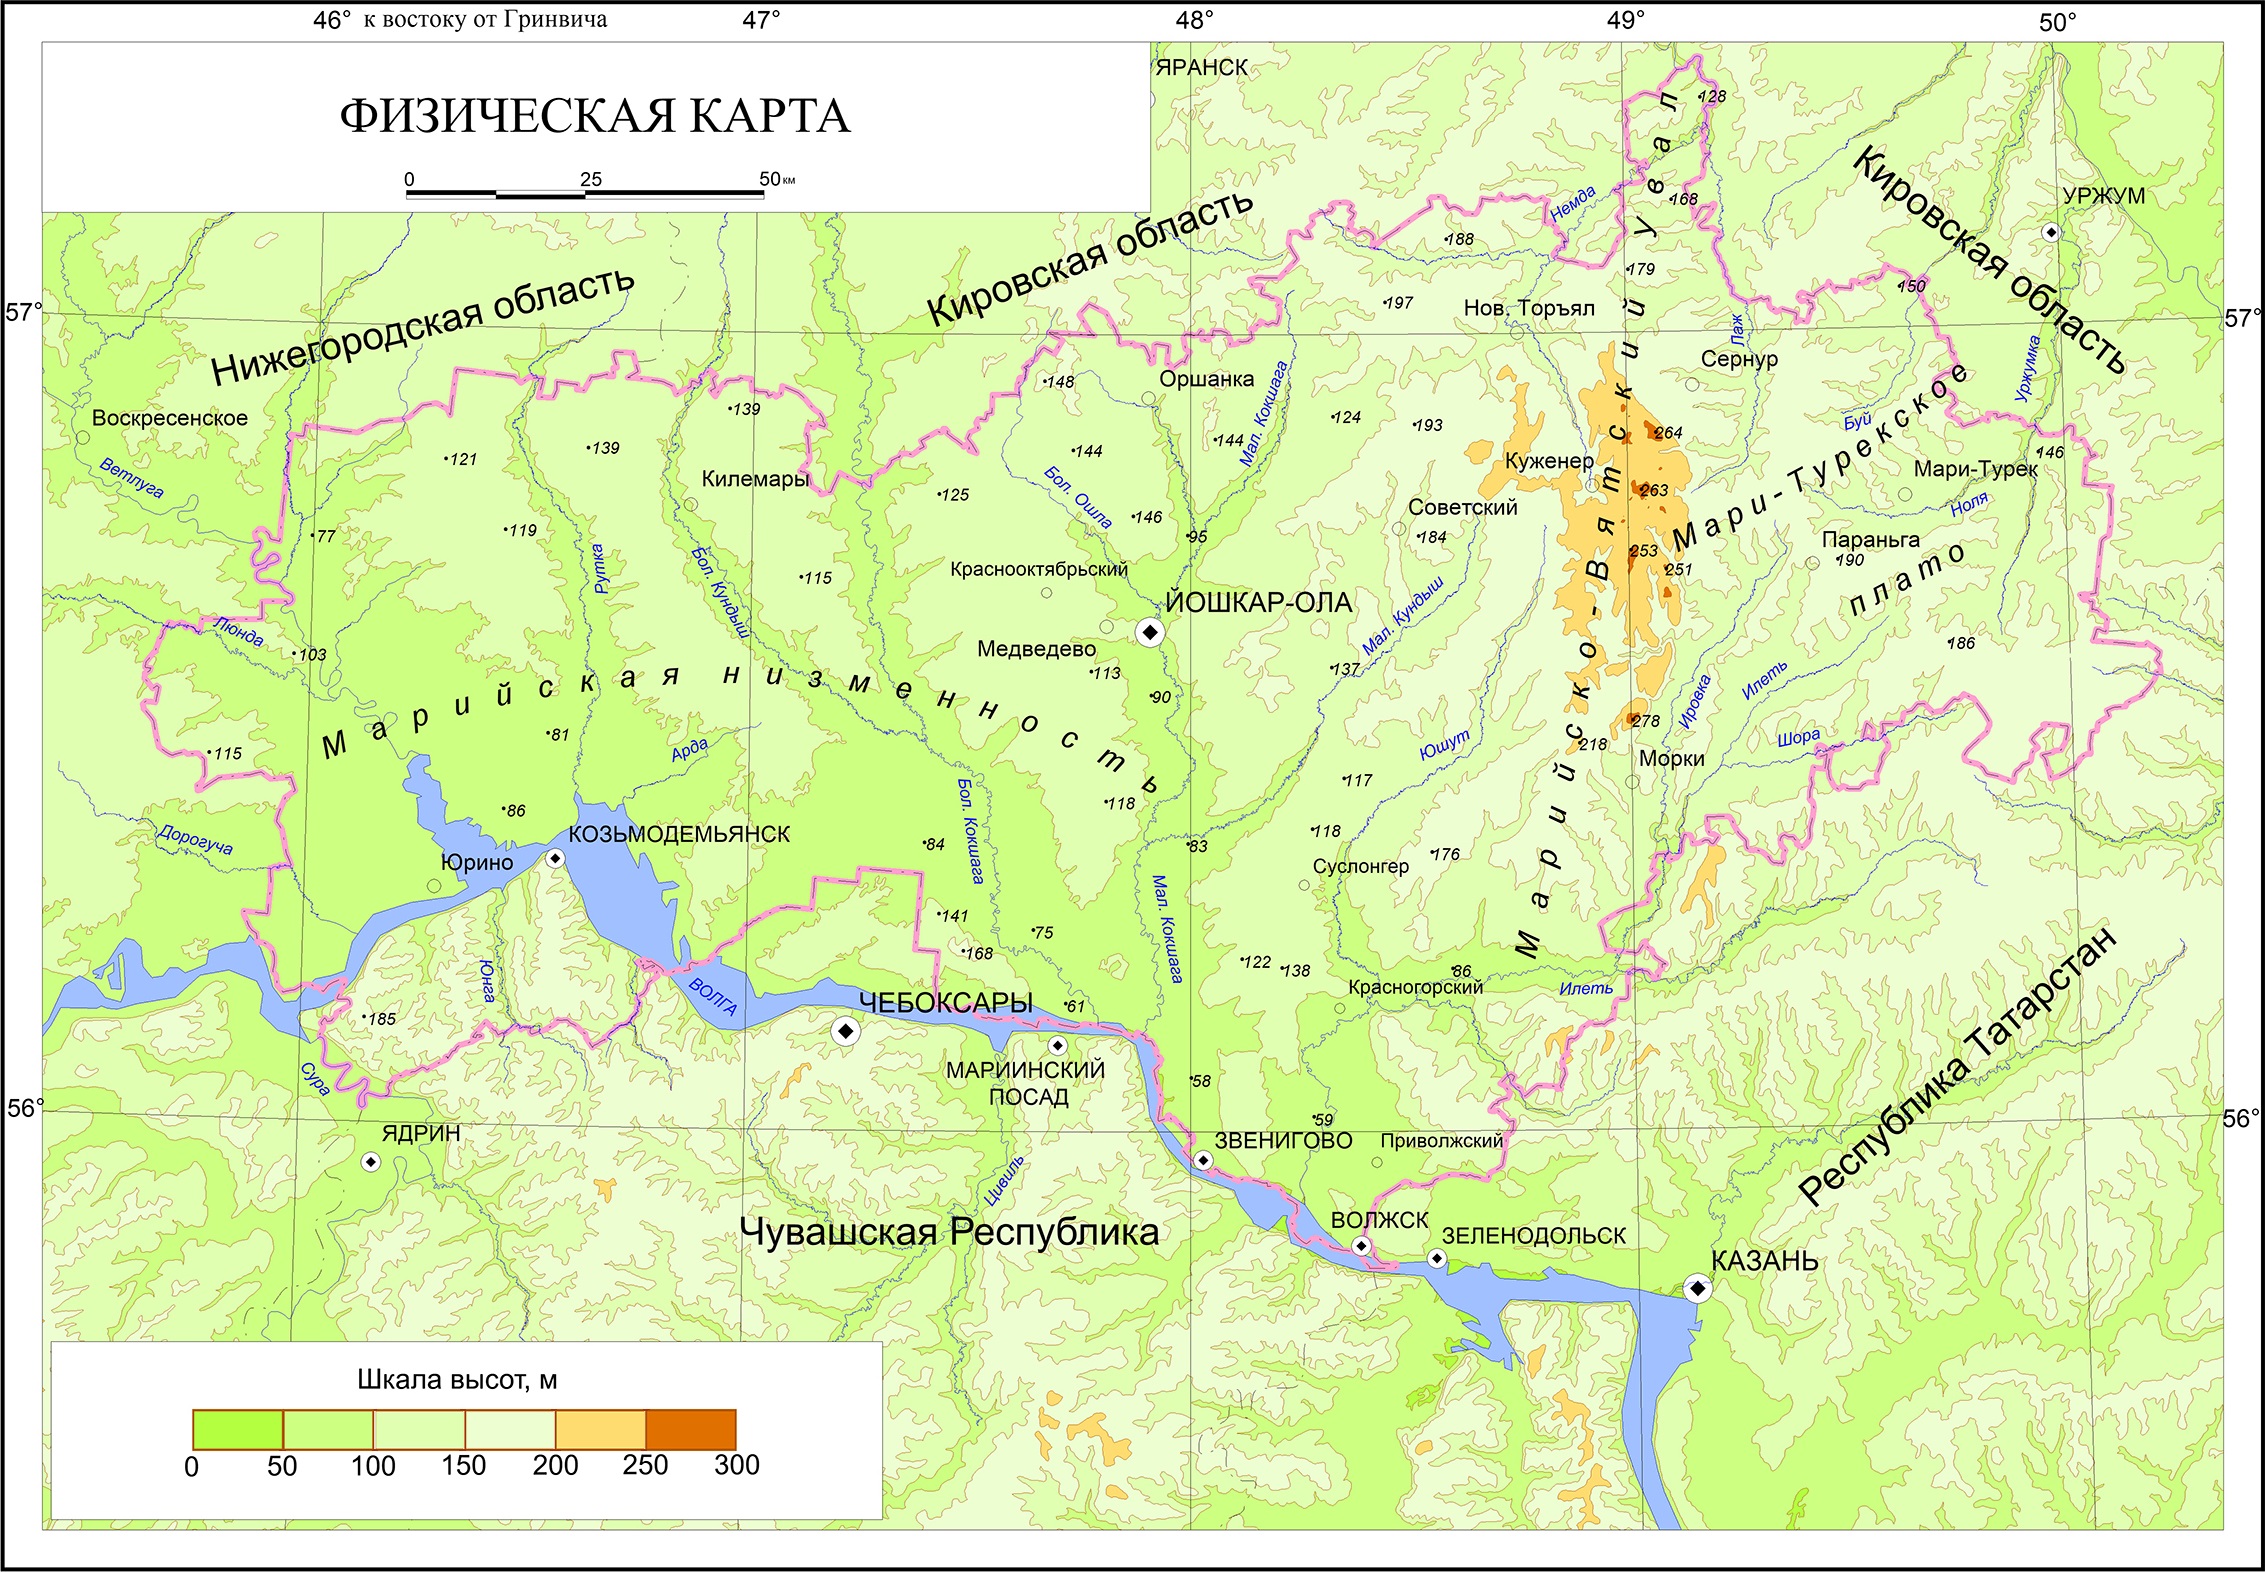 46° к востоку от Гринвича 47° 48° 49° 50°
ФИЗИЧЕСКАЯ КАРТА
0 25 50 км
ЯРАНСК
128
Кировская область
168
УРЖУМ
Немда
Кировская область
188
Нижегородская область
179
150
197
57°
57°
Нов. Торъял
Лаж
Сернур
Уржумка
148
Оршанка
Мал. Кокшага
139
124
193
Буй
Воскресенское
264
139
144
144
146
121
Ветлуга
Килемары
Куженер
Мари-Турек
125
Бол. Ошла
263
Ноля
Советский
146
Мари-Турекское
плато
119
77
95
184
Параньга
190
253
251
Рутка
Бол. Кундыш
115
Краснооктябрьский
ЙОШКАР-ОЛА
Мал. Кундыш
Люнда
103
Медведево
186
113
137
90
Марийская низменность
Илеть
Ировка
278
81
218
Шора
115
Арда
Юшут
Морки
117
Марийско-Вятский увал
86
118
Бол. Кокшага
КОЗЬМОДЕМЬЯНСК
118
Дорогуча
84
83
Юрино
176
Суслонгер
141
75
Мал. Кокшага
168
122
138
86
Юнга
Красногорский
Илеть
ВОЛГА
ЧЕБОКСАРЫ
61
185
Республика Татарстан
МАРИИНСКИЙ
ПОСАД
Сура
58
56°
56°
59
ЯДРИН
ЗВЕНИГОВО
Приволжский
Цивиль
Чувашская Республика
ВОЛЖСК
ЗЕЛЕНОДОЛЬСК
КАЗАНЬ
Шкала высот, м
0 50 100 150 200 250 300